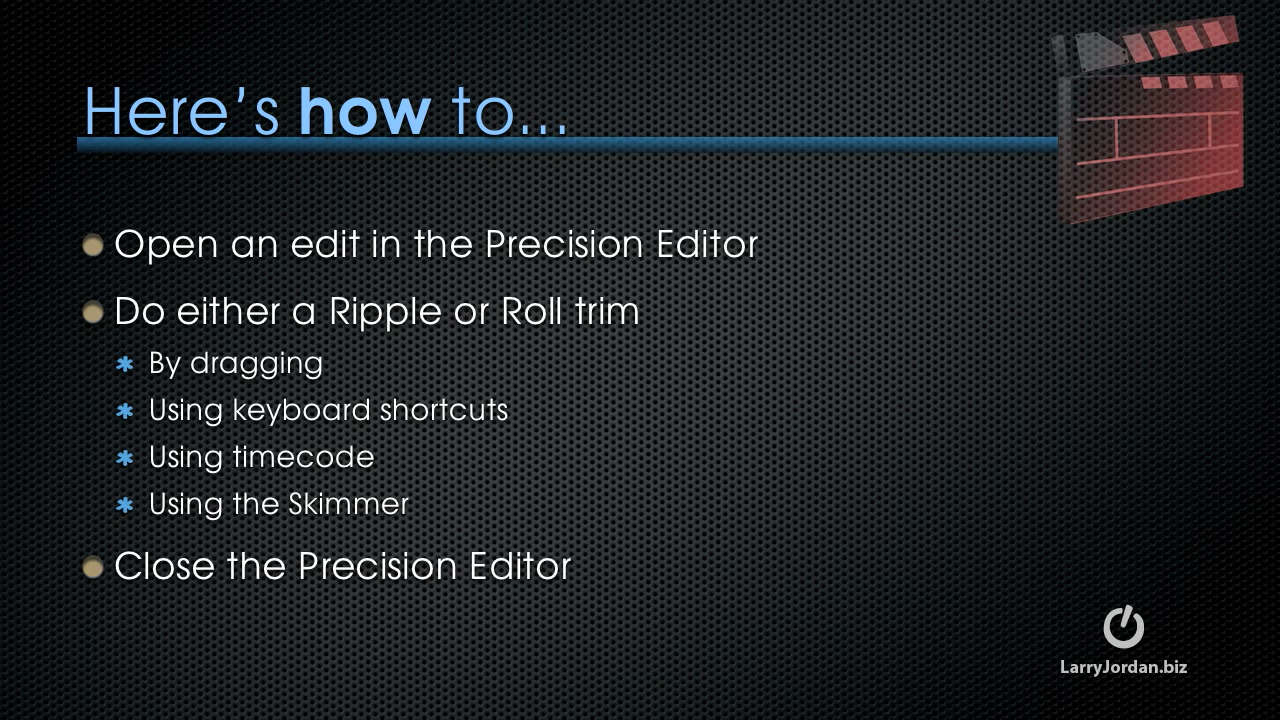 Here’s how to...
Open an edit in the Precision Editor
Do either a Ripple or Roll trim
By dragging
Using keyboard shortcuts
Using timecode
Using the Skimmer
Close the Precision Editor
LarryJordan.biz